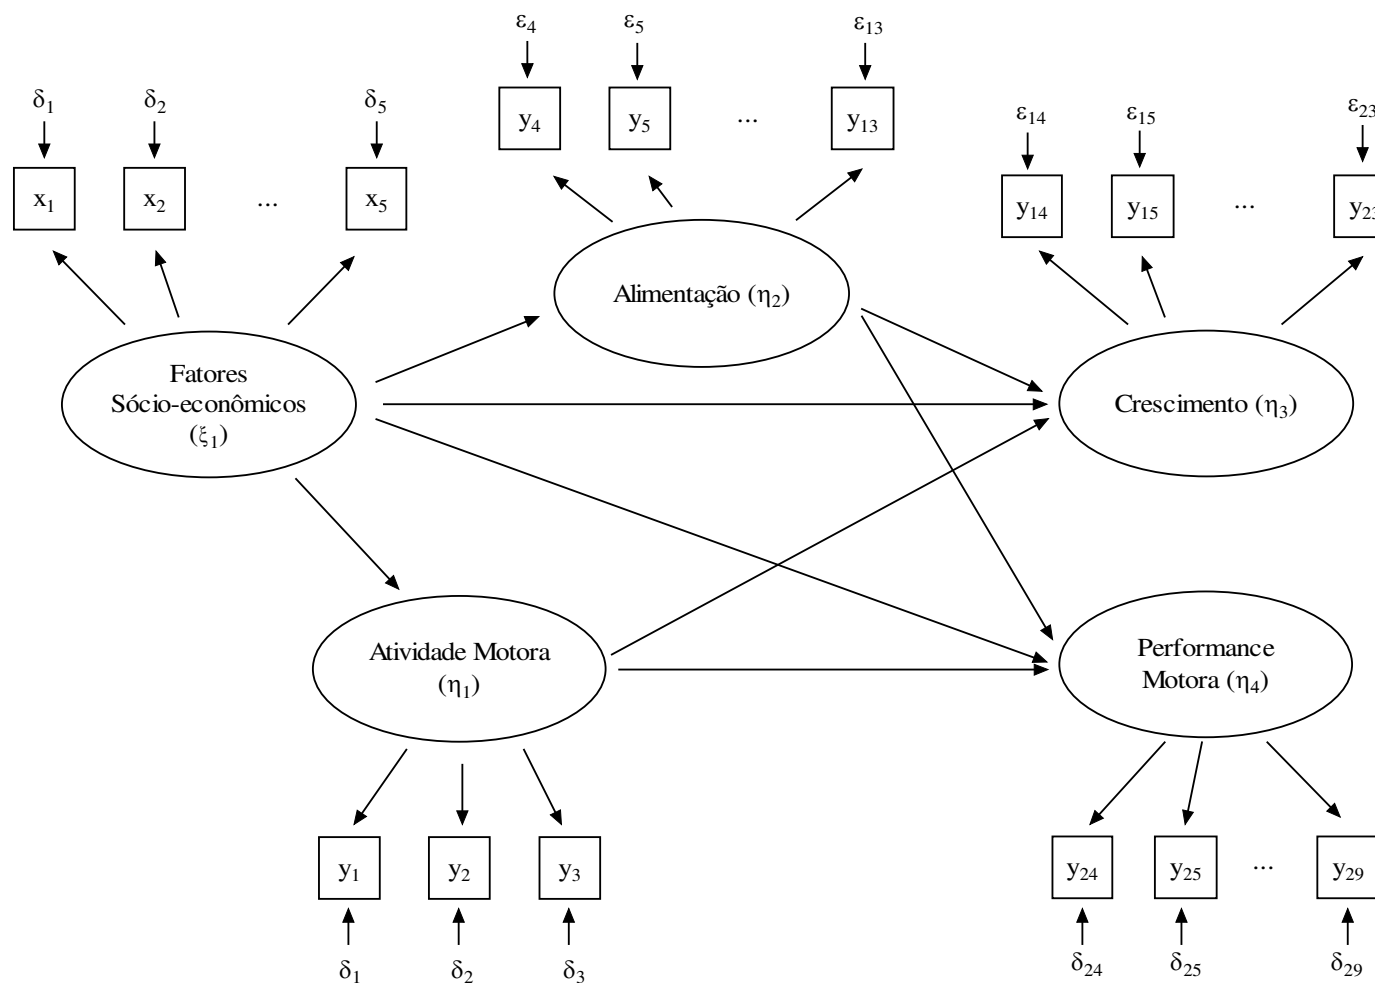 ε4 ε5 ε13
δ1 δ2 δ5
y4 y5 ... y13
ε14 ε15 ε23
x1 x2 ... x5
y14 y15 ... y23
Alimentação (η2)
Fatores
Sócio-econômicos
(ξ1)
Crescimento (η3)
Atividade Motora
(η1)
Performance
Motora (η4)
y1 y2 y3
y24 y25 ... y29
δ1 δ2 δ3
δ24 δ25 δ29